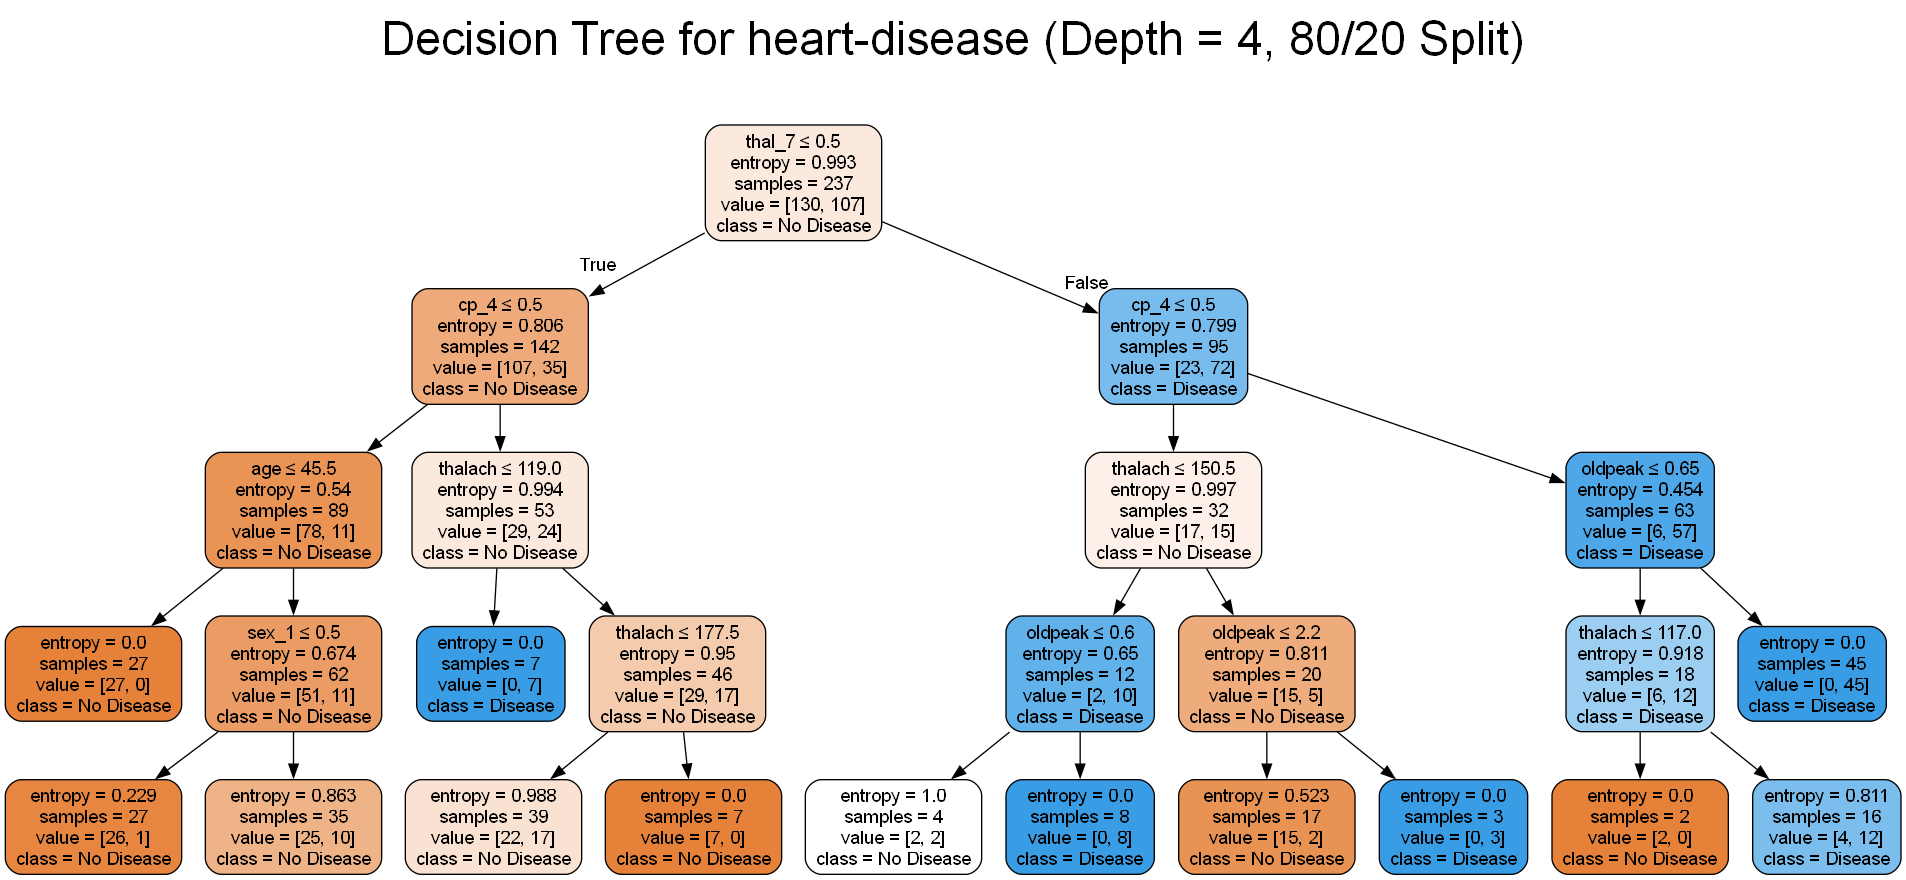 Decision Tree for heart-disease (Depth = 4, 80/20 Split)
thal_7 ≤ 0.5
entropy = 0.993
samples = 237
value = [130, 107]
class = No Disease
True
False
cp_4 ≤ 0.5
entropy = 0.806
samples = 142
value = [107, 35]
class = No Disease
cp_4 ≤ 0.5
entropy = 0.799
samples = 95
value = [23, 72]
class = Disease
age ≤ 45.5
entropy = 0.54
samples = 89
value = [78, 11]
class = No Disease
thalach ≤ 119.0
entropy = 0.994
samples = 53
value = [29, 24]
class = No Disease
thalach ≤ 150.5
entropy = 0.997
samples = 32
value = [17, 15]
class = No Disease
oldpeak ≤ 0.65
entropy = 0.454
samples = 63
value = [6, 57]
class = Disease
entropy = 0.0
samples = 27
value = [27, 0]
class = No Disease
sex_1 ≤ 0.5
entropy = 0.674
samples = 62
value = [51, 11]
class = No Disease
entropy = 0.0
samples = 7
value = [0, 7]
class = Disease
thalach ≤ 177.5
entropy = 0.95
samples = 46
value = [29, 17]
class = No Disease
oldpeak ≤ 0.6
entropy = 0.65
samples = 12
value = [2, 10]
class = Disease
oldpeak ≤ 2.2
entropy = 0.811
samples = 20
value = [15, 5]
class = No Disease
thalach ≤ 117.0
entropy = 0.918
samples = 18
value = [6, 12]
class = Disease
entropy = 0.0
samples = 45
value = [0, 45]
class = Disease
entropy = 0.229
samples = 27
value = [26, 1]
class = No Disease
entropy = 0.863
samples = 35
value = [25, 10]
class = No Disease
entropy = 0.988
samples = 39
value = [22, 17]
class = No Disease
entropy = 0.0
samples = 7
value = [7, 0]
class = No Disease
entropy = 1.0
samples = 4
value = [2, 2]
class = No Disease
entropy = 0.0
samples = 8
value = [0, 8]
class = Disease
entropy = 0.523
samples = 17
value = [15, 2]
class = No Disease
entropy = 0.0
samples = 3
value = [0, 3]
class = Disease
entropy = 0.0
samples = 2
value = [2, 0]
class = No Disease
entropy = 0.811
samples = 16
value = [4, 12]
class = Disease